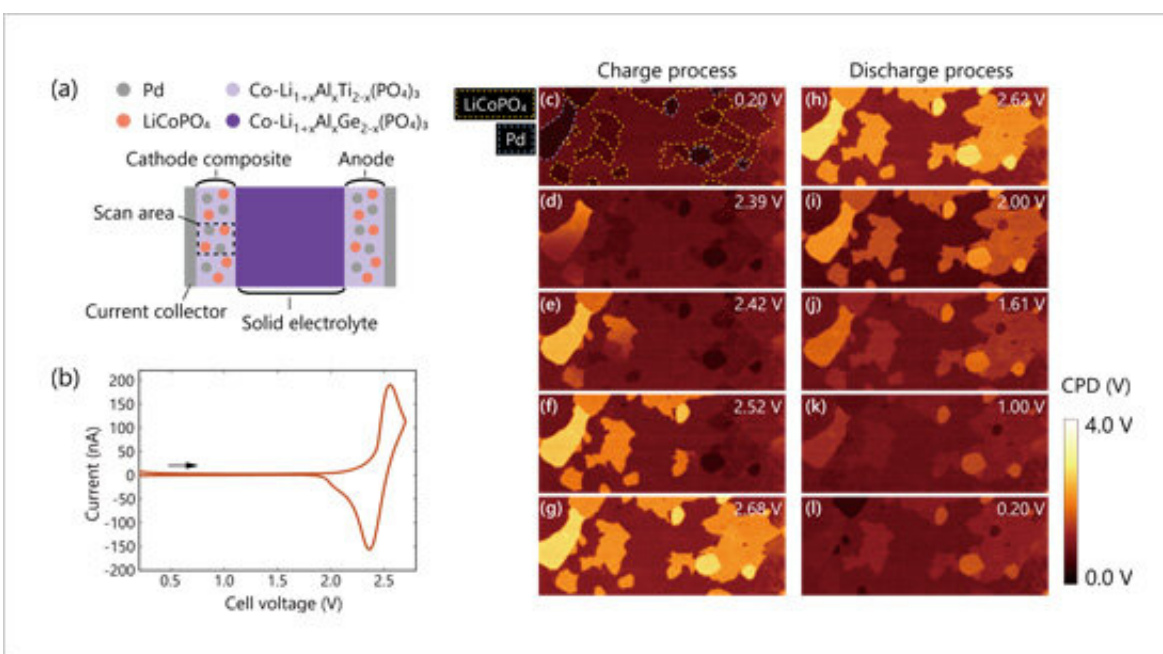 (a)
Pd
Co-Li₁₊ₓAlₓTi₂₋ₓ(PO₄)₃
LiCoPO₄
Co-Li₁₊ₓAlₓGe₂₋ₓ(PO₄)₃
Cathode composite
Anode
Scan area
Current collector
Solid electrolyte
(b)
200
150
100
50
0
-50
-100
-150
-200
Current (nA)
0.5
1.0
1.5
2.0
2.5
Cell voltage (V)
Charge process
LiCoPO₄
Pd
(c)
0.20 V
(d)
2.39 V
(e)
2.42 V
(f)
2.52 V
(g)
2.68 V
Discharge process
(h)
2.62 V
(i)
2.00 V
(j)
1.61 V
(k)
1.00 V
(l)
0.20 V
CPD (V)
4.0 V
0.0 V